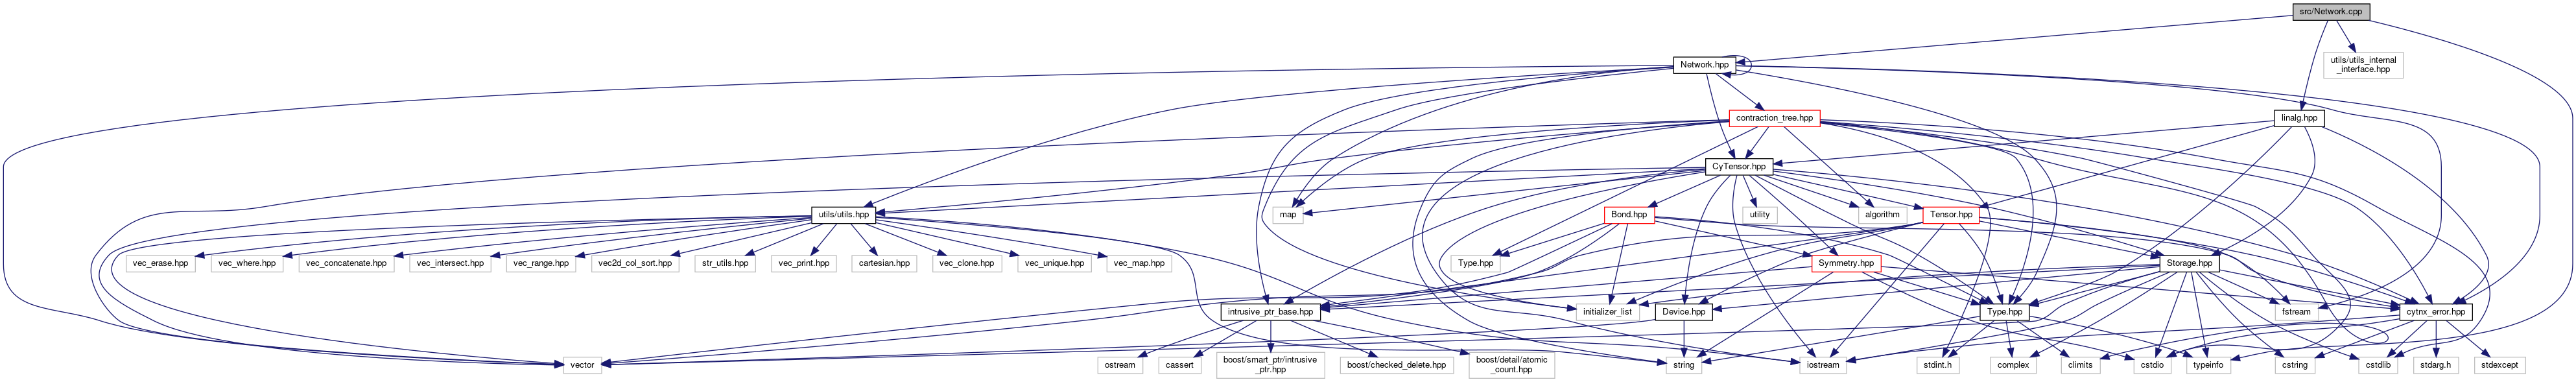 src/Network.cpp
Network.hpp
utils/utils_internal
_interface.hpp
contraction_tree.hpp
linalg.hpp
CyTensor.hpp
utils/utils.hpp
map
Bond.hpp
utility
algorithm
Tensor.hpp
vec_erase.hpp
vec_where.hpp
vec_concatenate.hpp
vec_intersect.hpp
vec_range.hpp
vec2d_col_sort.hpp
str_utils.hpp
vec_print.hpp
cartesian.hpp
vec_clone.hpp
vec_unique.hpp
vec_map.hpp
Type.hpp
Symmetry.hpp
Storage.hpp
intrusive_ptr_base.hpp
initializer_list
Device.hpp
Type.hpp
fstream
cytnx_error.hpp
vector
ostream
cassert
boost/smart_ptr/intrusive
_ptr.hpp
boost/checked_delete.hpp
boost/detail/atomic
_count.hpp
string
iostream
stdint.h
complex
climits
cstdio
typeinfo
cstring
cstdlib
stdarg.h
stdexcept